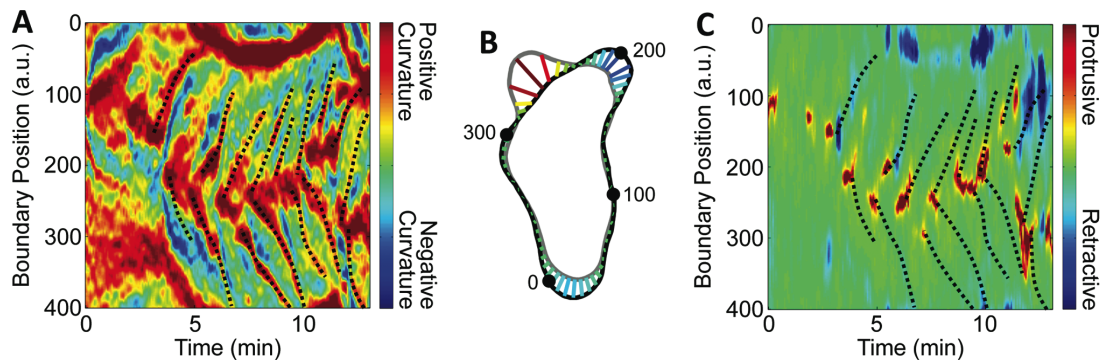 A
Boundary Position (a.u.)
0
100
200
300
400
0
5
10
Time (min)
Positive
Curvature
Negative
Curvature
B
200
300
100
0
C
Boundary Position (a.u.)
0
100
200
300
400
0
5
10
Time (min)
Protrusive
Retractive